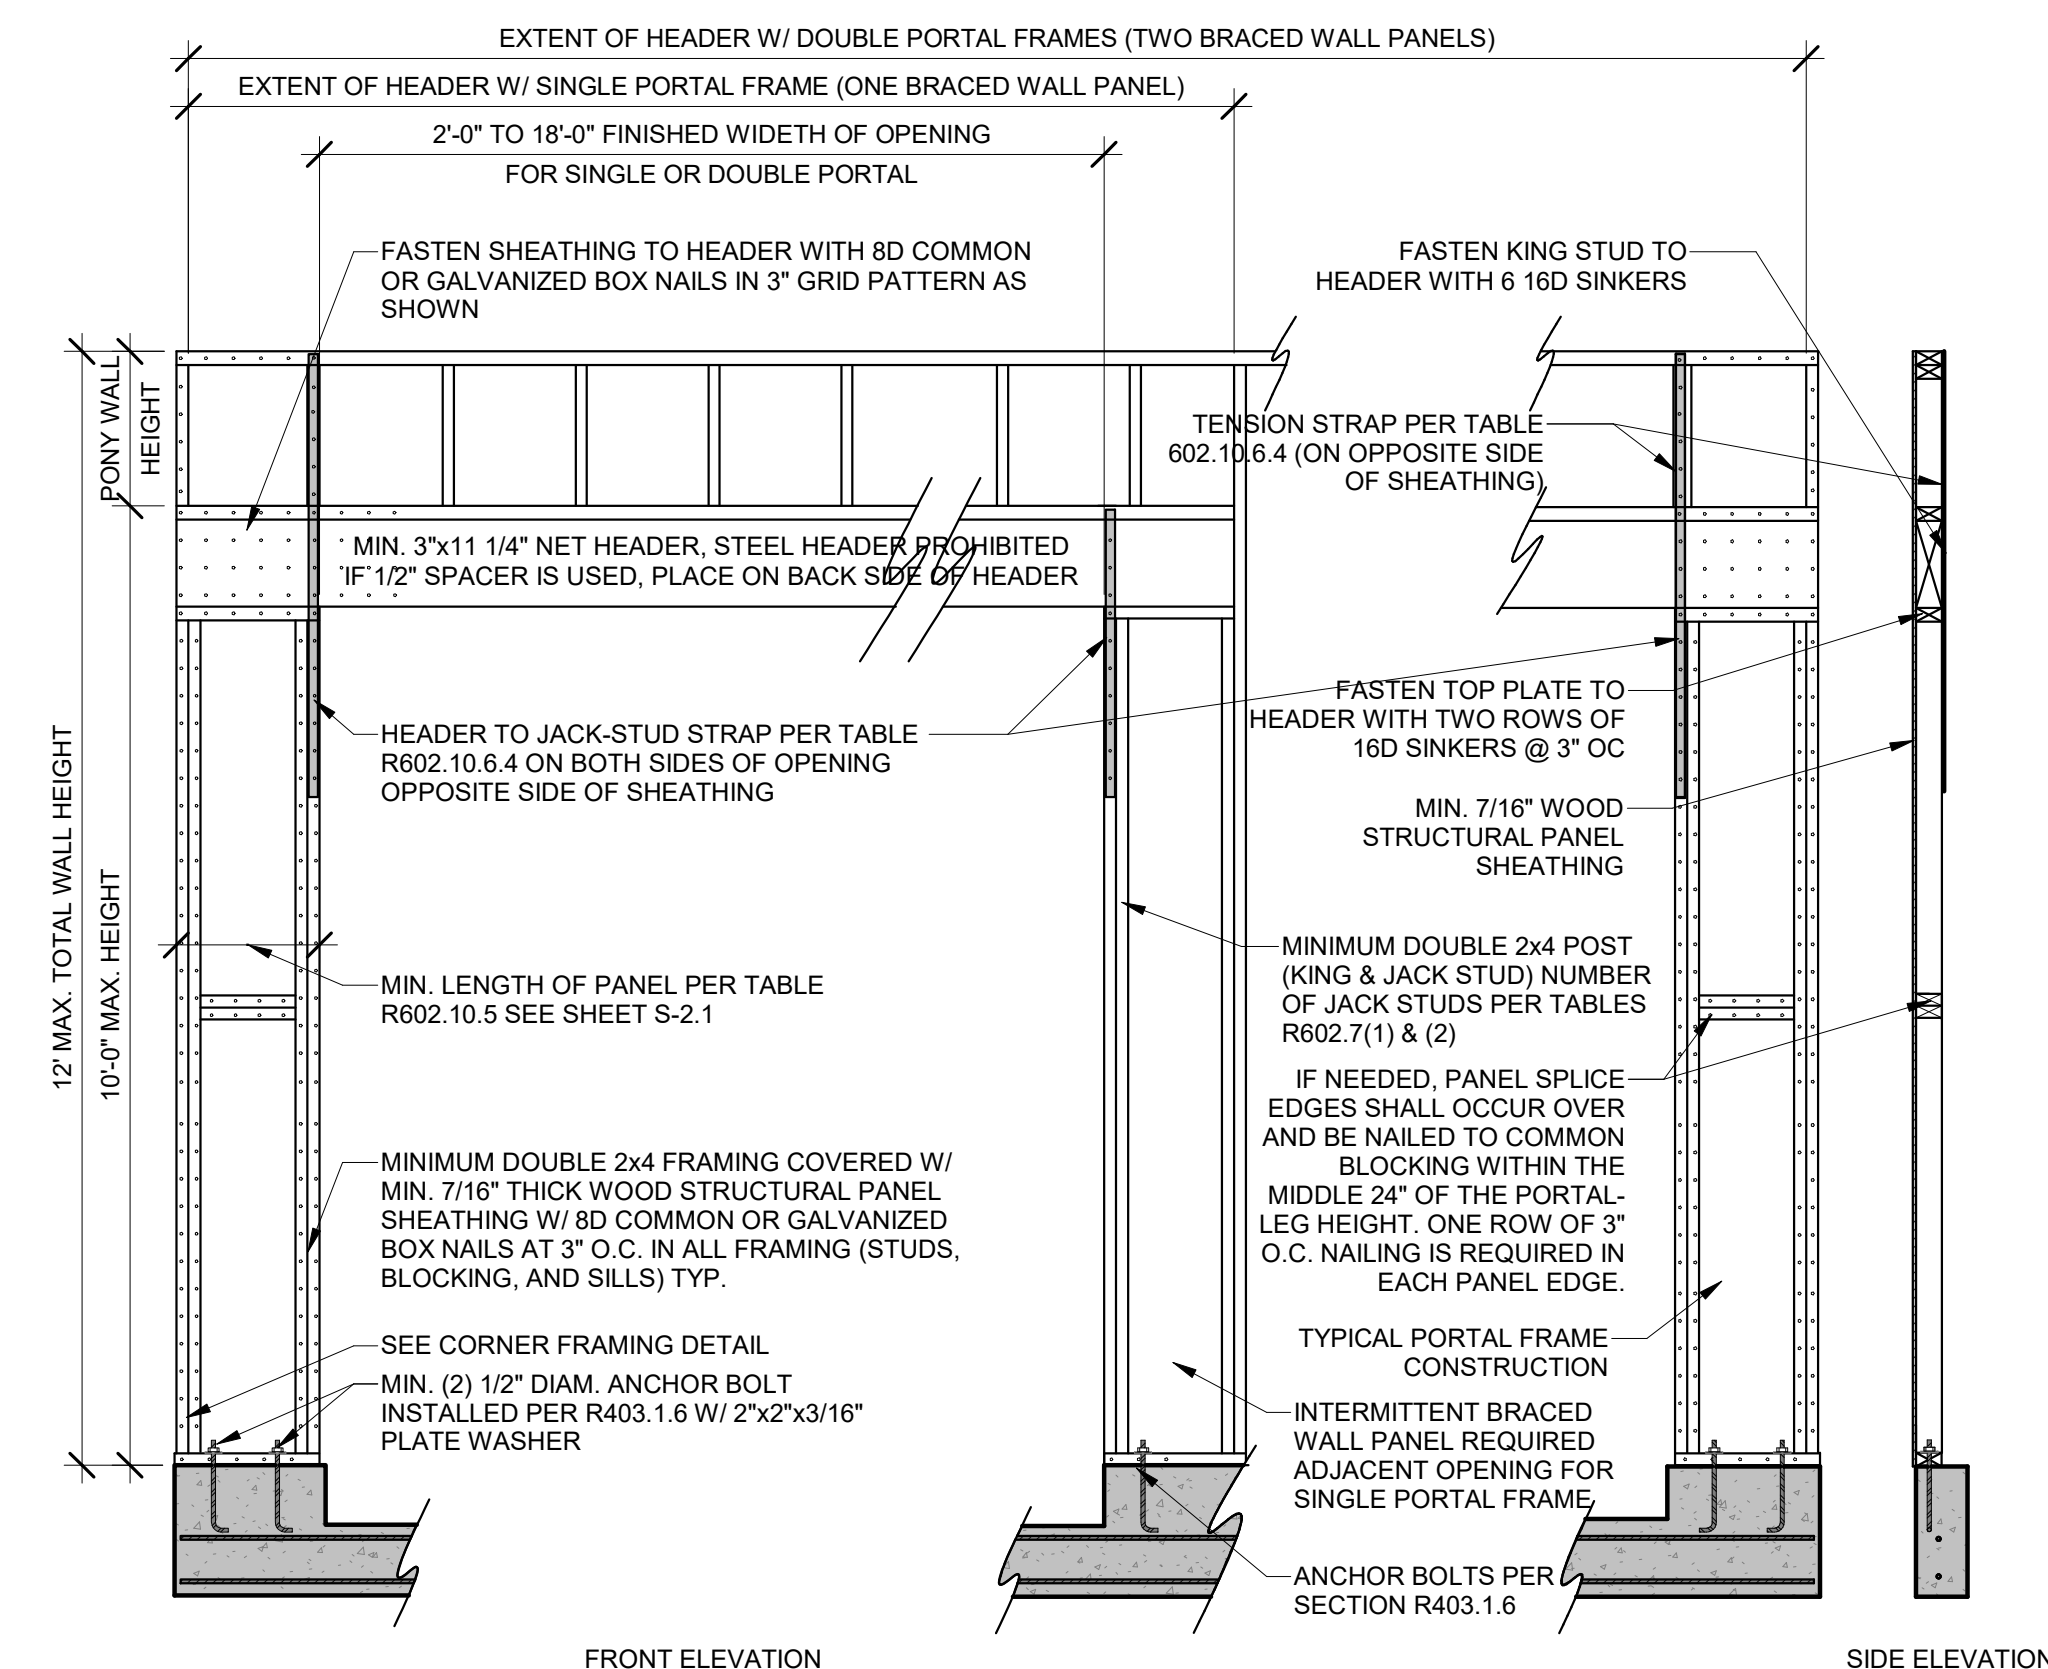 EXTENT OF HEADER W/ DOUBLE PORTAL FRAMES (TWO BRACED WALL PANELS)
EXTENT OF HEADER W/ SINGLE PORTAL FRAME (ONE BRACED WALL PANEL)
2'-0" TO 18'-0" FINISHED WIDETH OF OPENING
FOR SINGLE OR DOUBLE PORTAL
FASTEN SHEATHING TO HEADER WITH 8D COMMON
OR GALVANIZED BOX NAILS IN 3" GRID PATTERN AS
SHOWN
FASTEN KING STUD TO
HEADER WITH 6 16D SINKERS
PONY WALL
HEIGHT
TENSION STRAP PER TABLE
602.10.6.4 (ON OPPOSITE SIDE
OF SHEATHING)
MIN. 3"x11 1/4" NET HEADER, STEEL HEADER PROHIBITED
IF 1/2" SPACER IS USED, PLACE ON BACK SIDE OF HEADER
12' MAX. TOTAL WALL HEIGHT
10'-0" MAX. HEIGHT
HEADER TO JACK-STUD STRAP PER TABLE
R602.10.6.4 ON BOTH SIDES OF OPENING
OPPOSITE SIDE OF SHEATHING
FASTEN TOP PLATE TO
HEADER WITH TWO ROWS OF
16D SINKERS @ 3" OC
MIN. 7/16" WOOD
STRUCTURAL PANEL
SHEATHING
MIN. LENGTH OF PANEL PER TABLE
R602.10.5 SEE SHEET S-2.1
MINIMUM DOUBLE 2x4 POST
(KING & JACK STUD) NUMBER
OF JACK STUDS PER TABLES
R602.7(1) & (2)
IF NEEDED, PANEL SPLICE
EDGES SHALL OCCUR OVER
AND BE NAILED TO COMMON
BLOCKING WITHIN THE
MIDDLE 24" OF THE PORTAL-
LEG HEIGHT. ONE ROW OF 3"
O.C. NAILING IS REQUIRED IN
EACH PANEL EDGE.
MINIMUM DOUBLE 2x4 FRAMING COVERED W/
MIN. 7/16" THICK WOOD STRUCTURAL PANEL
SHEATHING W/ 8D COMMON OR GALVANIZED
BOX NAILS AT 3" O.C. IN ALL FRAMING (STUDS,
BLOCKING, AND SILLS) TYP.
SEE CORNER FRAMING DETAIL
MIN. (2) 1/2" DIAM. ANCHOR BOLT
INSTALLED PER R403.1.6 W/ 2"x2"x3/16"
PLATE WASHER
TYPICAL PORTAL FRAME
CONSTRUCTION
INTERMITTENT BRACED
WALL PANEL REQUIRED
ADJACENT OPENING FOR
SINGLE PORTAL FRAME
ANCHOR BOLTS PER
SECTION R403.1.6
FRONT ELEVATION
SIDE ELEVATION